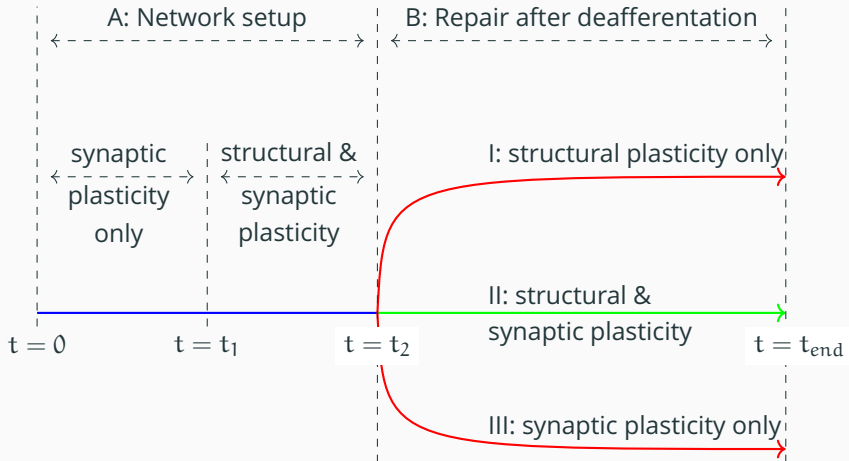 A: Network setup
B: Repair after deafferentation
synaptic
plasticity
only
structural &
synaptic
plasticity
I: structural plasticity only
II: structural &
synaptic plasticity
t = 0
t = t₁
t = t₂
t = tₑₙd
III: synaptic plasticity only